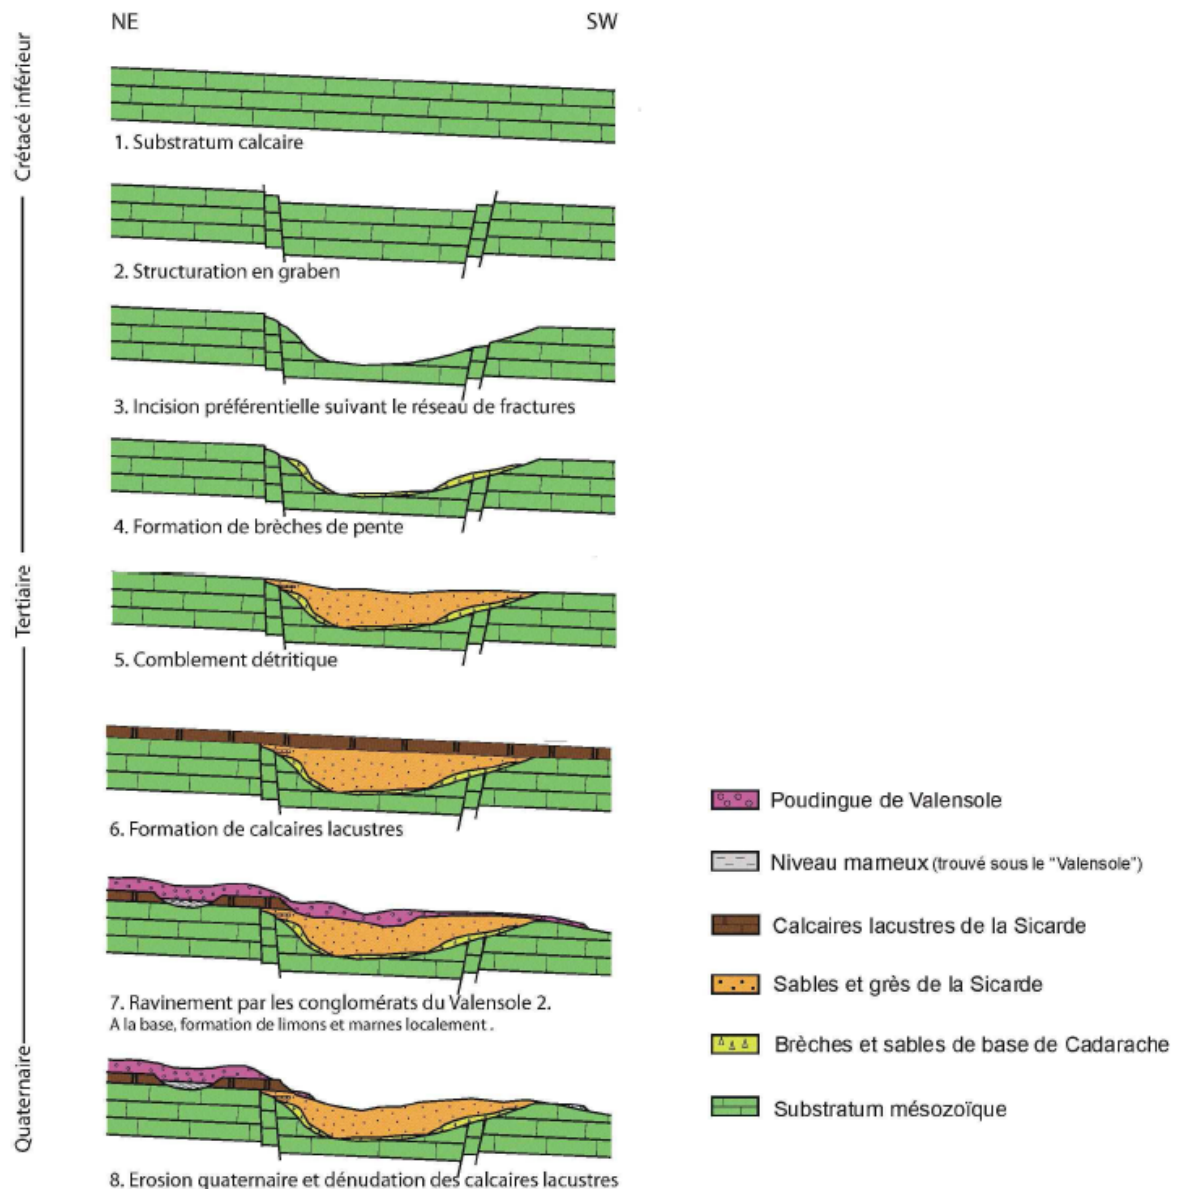 NE
SW
Crétacé inférieur
1. Substratum calcaire
2. Structuration en graben
3. Incision préférentielle suivant le réseau de fractures
4. Formation de brèches de pente
Tertiaire
5. Comblement détritique
6. Formation de calcaires lacustres
7. Ravinement par les conglomérats du Valensole 2.
A la base, formation de limons et marnes localement.
Quaternaire
8. Erosion quaternaire et dénudation des calcaires lacustres
Poudingue de Valensole
Niveau marneux (trouvé sous le "Valensole")
Calcaires lacustres de la Sicarde
Sables et grès de la Sicarde
Brèches et sables de base de Cadarache
Substratum mésozoïque